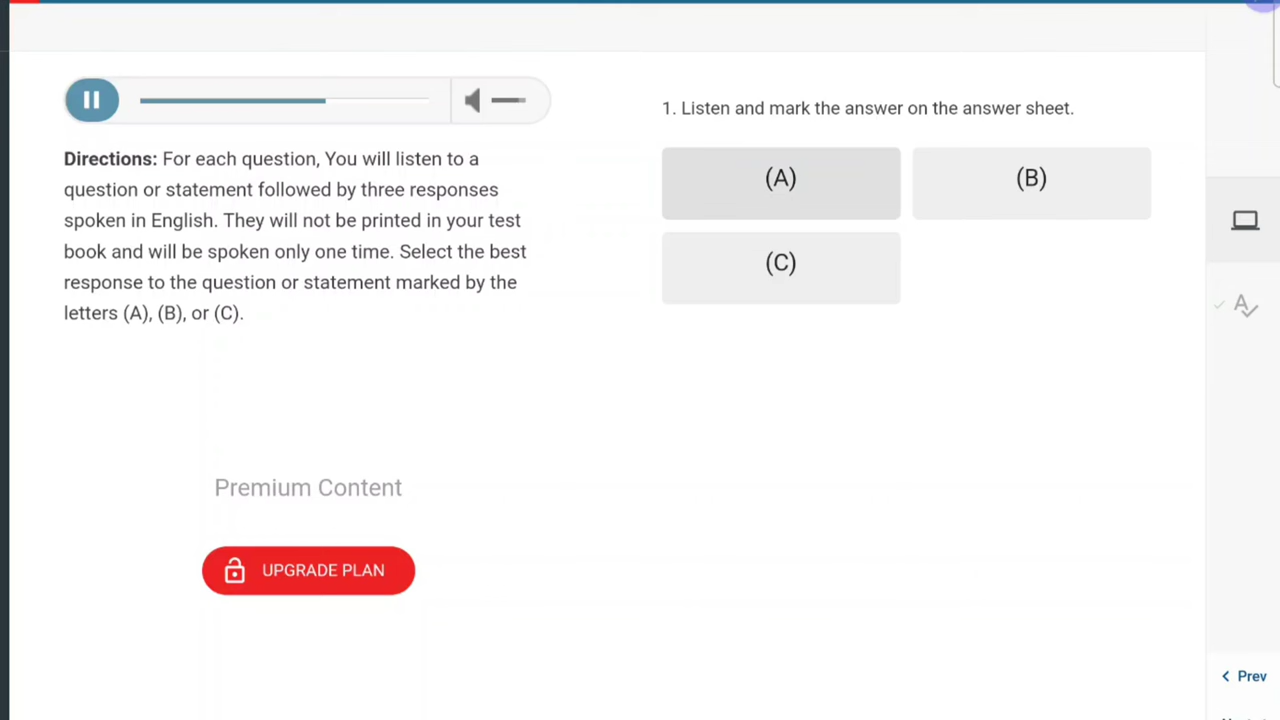 1. Listen and mark the answer on the answer sheet.
Directions: For each question, You will listen to a
question or statement followed by three responses
spoken in English. They will not be printed in your test
book and will be spoken only one time. Select the best
response to the question or statement marked by the
letters (A), (B), or (C).
(A)
(B)
(C)
Premium Content
UPGRADE PLAN
Prev